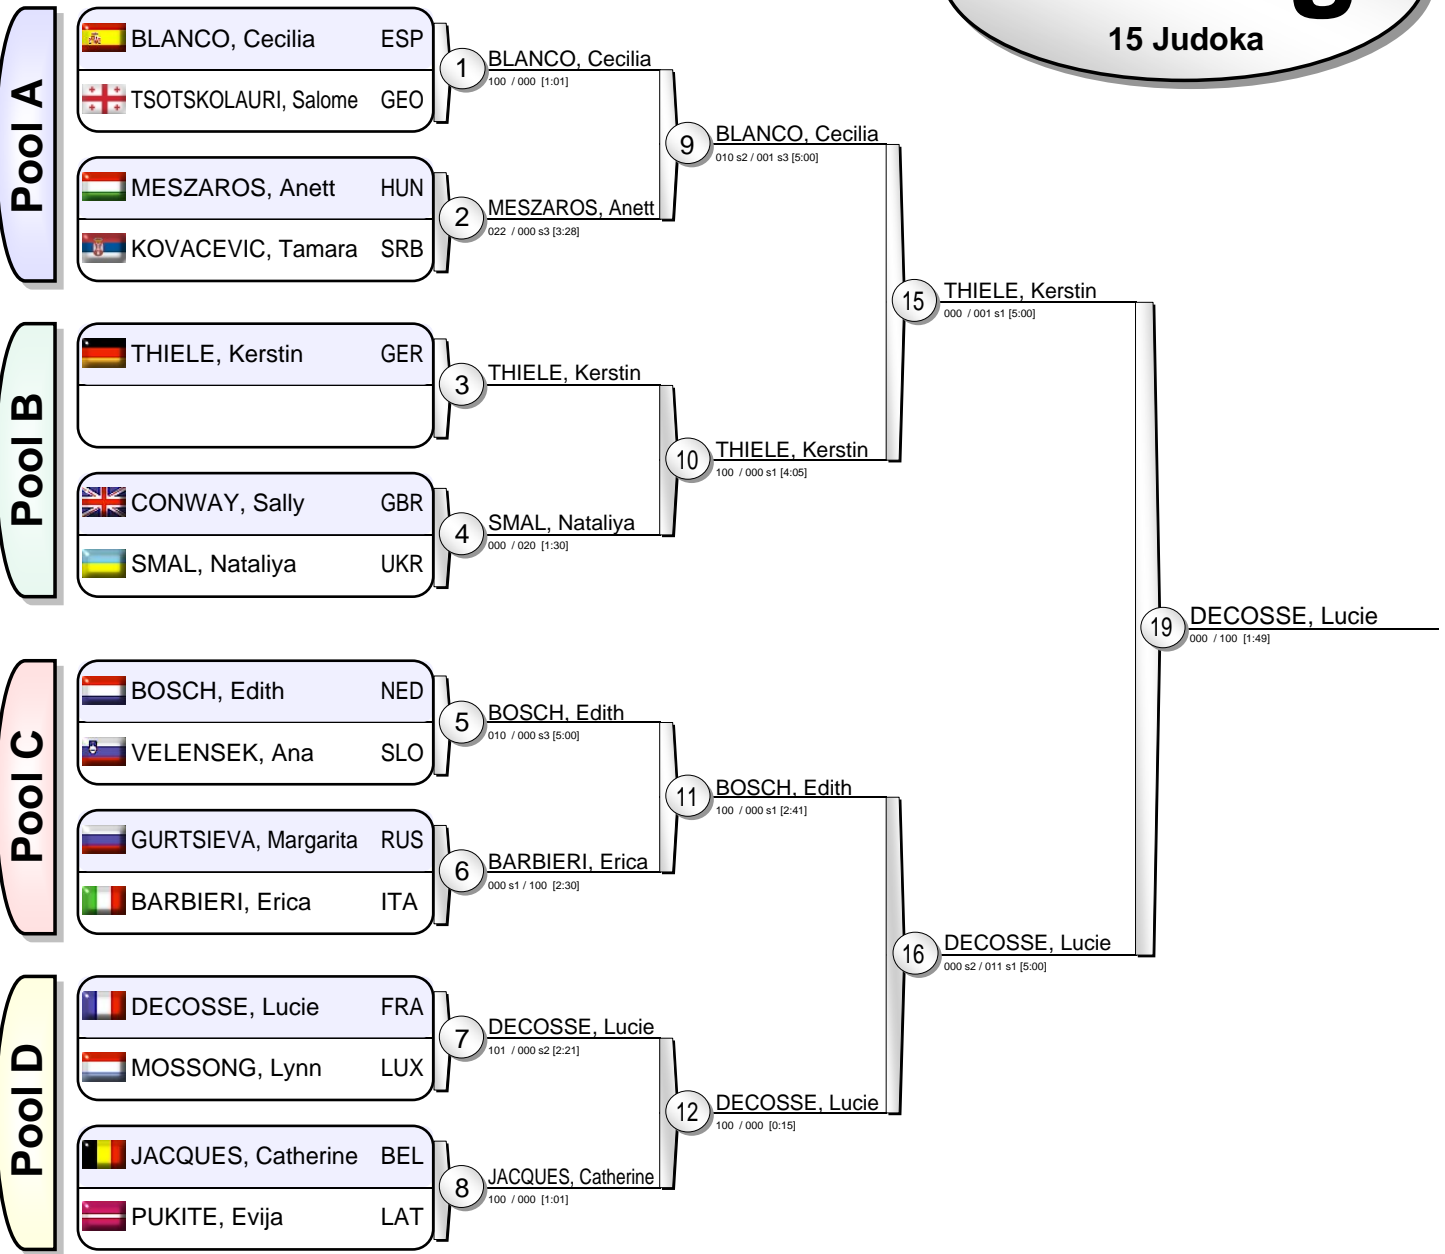 15 Judoka
Pool A
BLANCO, Cecilia ESP
TSOTSKOLAURI, Salome GEO
1
BLANCO, Cecilia
100 / 000 [1:01]
MESZAROS, Anett HUN
KOVACEVIC, Tamara SRB
2
MESZAROS, Anett
022 / 000 s3 [3:28]
9
BLANCO, Cecilia
010 s2 / 001 s3 [5:00]
Pool B
THIELE, Kerstin GER
3
THIELE, Kerstin
CONWAY, Sally GBR
SMAL, Nataliya UKR
4
SMAL, Nataliya
000 / 020 [1:30]
10
THIELE, Kerstin
100 / 000 s1 [4:05]
15
THIELE, Kerstin
000 / 001 s1 [5:00]
Pool C
BOSCH, Edith NED
VELENSEK, Ana SLO
5
BOSCH, Edith
010 / 000 s3 [5:00]
GURTSIEVA, Margarita RUS
BARBIERI, Erica ITA
6
BARBIERI, Erica
000 s1 / 100 [2:30]
11
BOSCH, Edith
100 / 000 s1 [2:41]
Pool D
DECOSSE, Lucie FRA
MOSSONG, Lynn LUX
7
DECOSSE, Lucie
101 / 000 s2 [2:21]
JACQUES, Catherine BEL
PUKITE, Evija LAT
8
JACQUES, Catherine
100 / 000 [1:01]
12
DECOSSE, Lucie
100 / 000 [0:15]
16
DECOSSE, Lucie
000 s2 / 011 s1 [5:00]
19
DECOSSE, Lucie
000 / 100 [1:49]